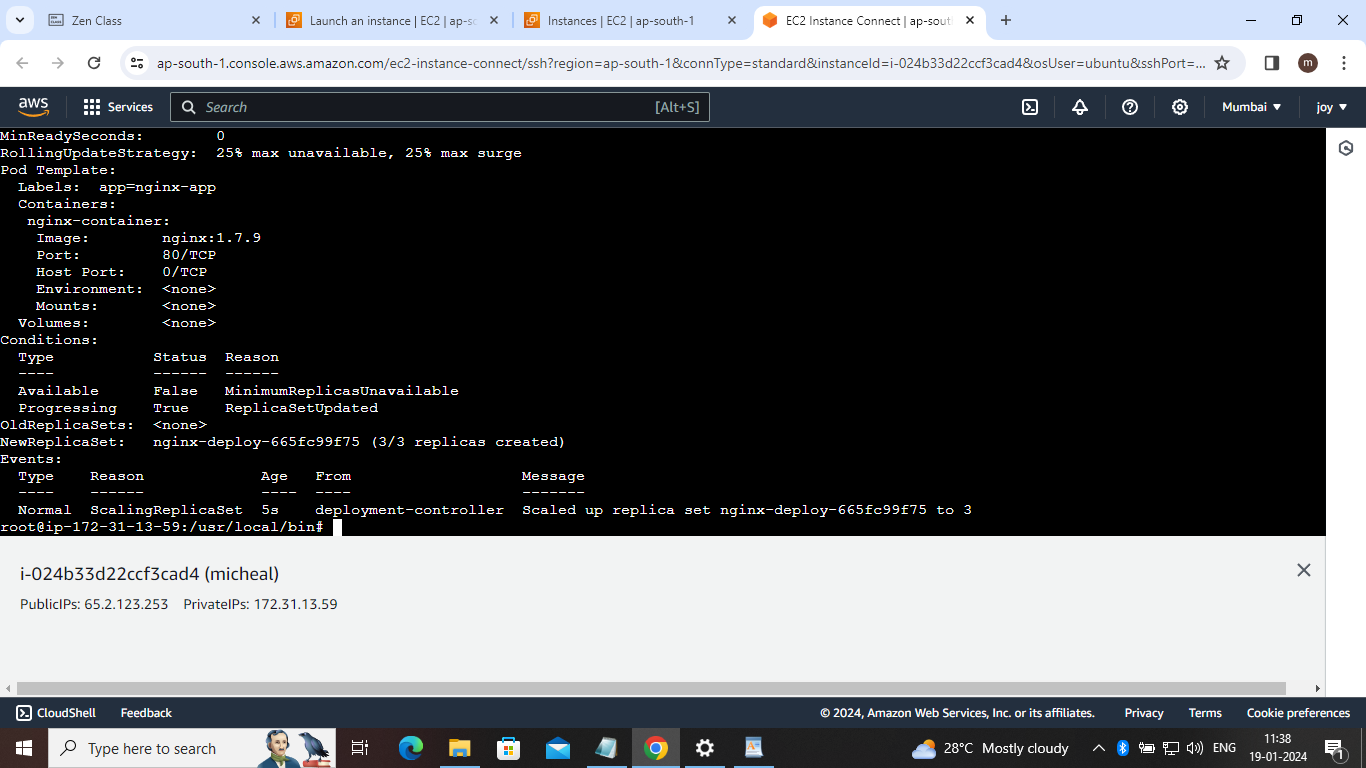 Zen Class
Launch an instance | EC2 | ap-so
Instances | EC2 | ap-south-1
EC2 Instance Connect | ap-south
ap-south-1.console.aws.amazon.com/ec2-instance-connect/ssh?region=ap-south-1&connType=standard&instanceId=i-024b33d22ccf3cad4&osUser=ubuntu&sshPort=...
m
aws
Services
Search
[Alt+S]
Mumbai
joy
MinReadySeconds:        0
RollingUpdateStrategy:  25% max unavailable, 25% max surge
Pod Template:
  Labels:  app=nginx-app
  Containers:
   nginx-container:
    Image:        nginx:1.7.9
    Port:         80/TCP
    Host Port:    0/TCP
    Environment:  <none>
    Mounts:       <none>
  Volumes:        <none>
Conditions:
  Type           Status  Reason
  ----           ------  ------
  Available      False   MinimumReplicasUnavailable
  Progressing    True    ReplicaSetUpdated
OldReplicaSets:  <none>
NewReplicaSet:   nginx-deploy-665fc99f75 (3/3 replicas created)
Events:
  Type    Reason             Age   From                   Message
  ----    ------             ----  ----                   -------
  Normal  ScalingReplicaSet  5s    deployment-controller  Scaled up replica set nginx-deploy-665fc99f75 to 3
root@ip-172-31-13-59:/usr/local/bin#
i-024b33d22ccf3cad4 (micheal)
PublicIPs: 65.2.123.253 PrivateIPs: 172.31.13.59
CloudShell
Feedback
© 2024, Amazon Web Services, Inc. or its affiliates.
Privacy
Terms
Cookie preferences
Type here to search
28°C Mostly cloudy
ENG
11:38
19-01-2024
1